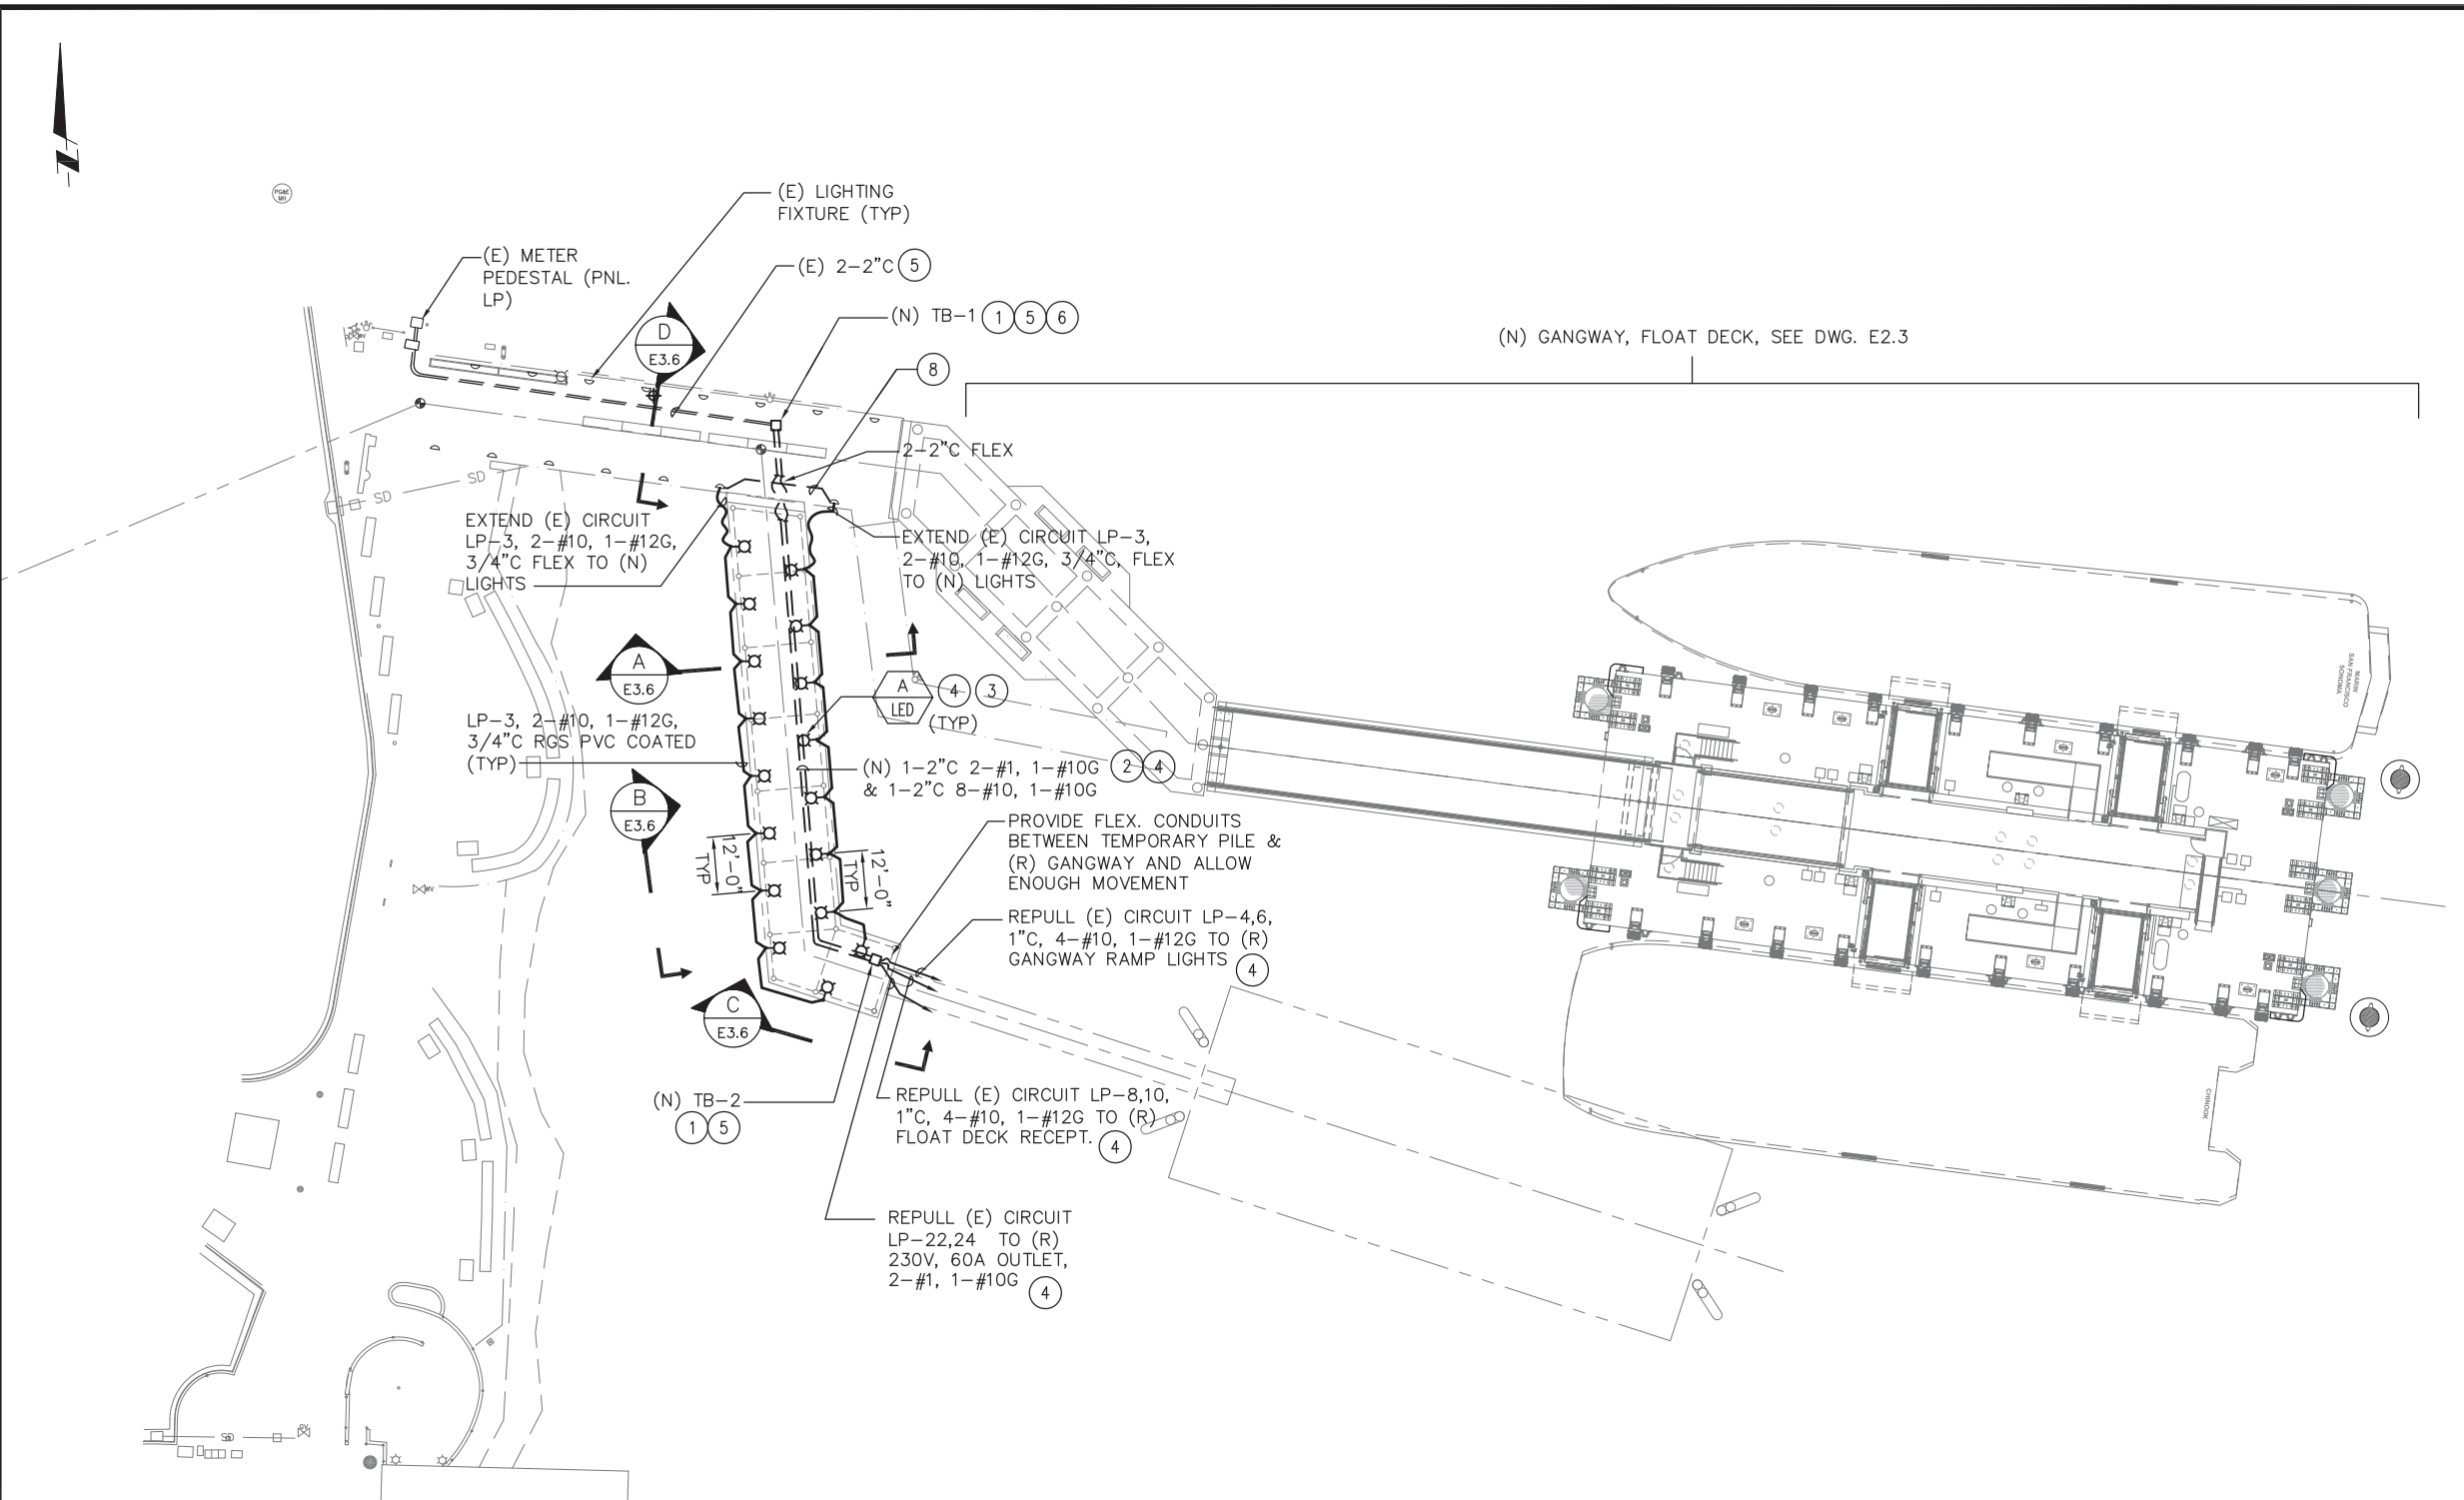 N
PG&E
MH
(E) LIGHTING
FIXTURE (TYP)
(E) METER
PEDESTAL (PNL.
LP)
(E) 2-2"C 5
D
E3.6
(N) TB-1 1 5 6
(N) GANGWAY, FLOAT DECK, SEE DWG. E2.3
8
2-2"C FLEX
SD
SD
EXTEND (E) CIRCUIT
LP-3, 2-#10, 1-#12G,
3/4"C FLEX TO (N)
LIGHTS
EXTEND (E) CIRCUIT LP-3,
2-#10, 1-#12G, 3/4"C, FLEX
TO (N) LIGHTS
A
E3.6
A
LED
4 3
(TYP)
MARIN
SAN FRANCISCO
SONOMA
LP-3, 2-#10, 1-#12G,
3/4"C RGS PVC COATED
(TYP)
(N) 1-2"C 2-#1, 1-#10G
& 1-2"C 8-#10, 1-#10G
2 4
B
E3.6
12'-0"
TYP
12'-0"
TYP
PROVIDE FLEX. CONDUITS
BETWEEN TEMPORARY PILE &
(R) GANGWAY AND ALLOW
ENOUGH MOVEMENT
WV
REPULL (E) CIRCUIT LP-4,6,
1"C, 4-#10, 1-#12G TO (R)
GANGWAY RAMP LIGHTS 4
C
E3.6
(N) TB-2
1 5
REPULL (E) CIRCUIT LP-8,10,
1"C, 4-#10, 1-#12G TO (R)
FLOAT DECK RECEPT. 4
CHINOOK
REPULL (E) CIRCUIT
LP-22,24 TO (R)
230V, 60A OUTLET,
2-#1, 1-#10G 4
SD